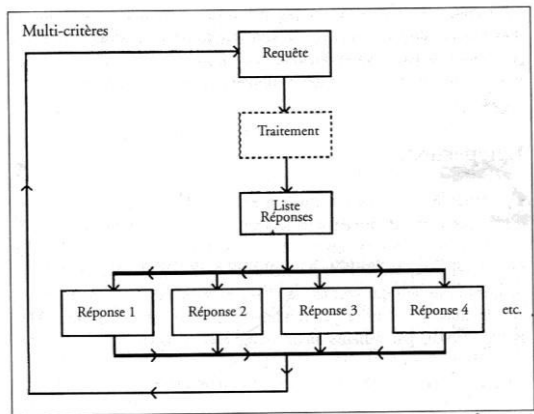 Multi-critères
Requête
Traitement
Liste
Réponses
Réponse 1
Réponse 2
Réponse 3
Réponse 4
etc.